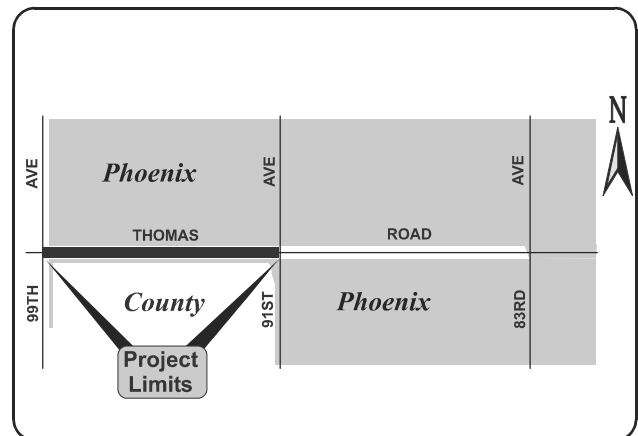 N
AVE
Phoenix
AVE
AVE
THOMAS
ROAD
99TH
County
91ST
Phoenix
83RD
Project
Limits